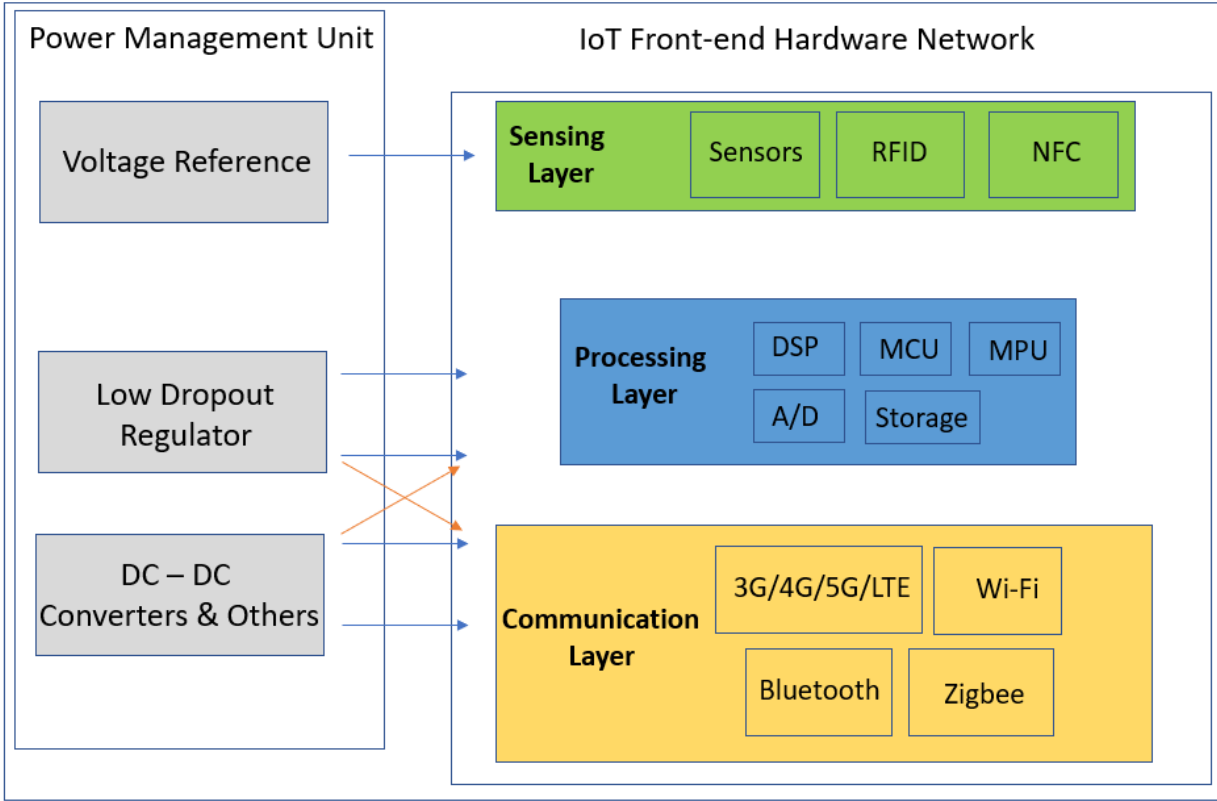 Power Management Unit
IoT Front-end Hardware Network
Voltage Reference
Low Dropout
Regulator
DC – DC
Converters & Others
Sensing
Layer
Sensors
RFID
NFC
Processing
Layer
DSP
MCU
MPU
A/D
Storage
Communication
Layer
3G/4G/5G/LTE
Wi-Fi
Bluetooth
Zigbee